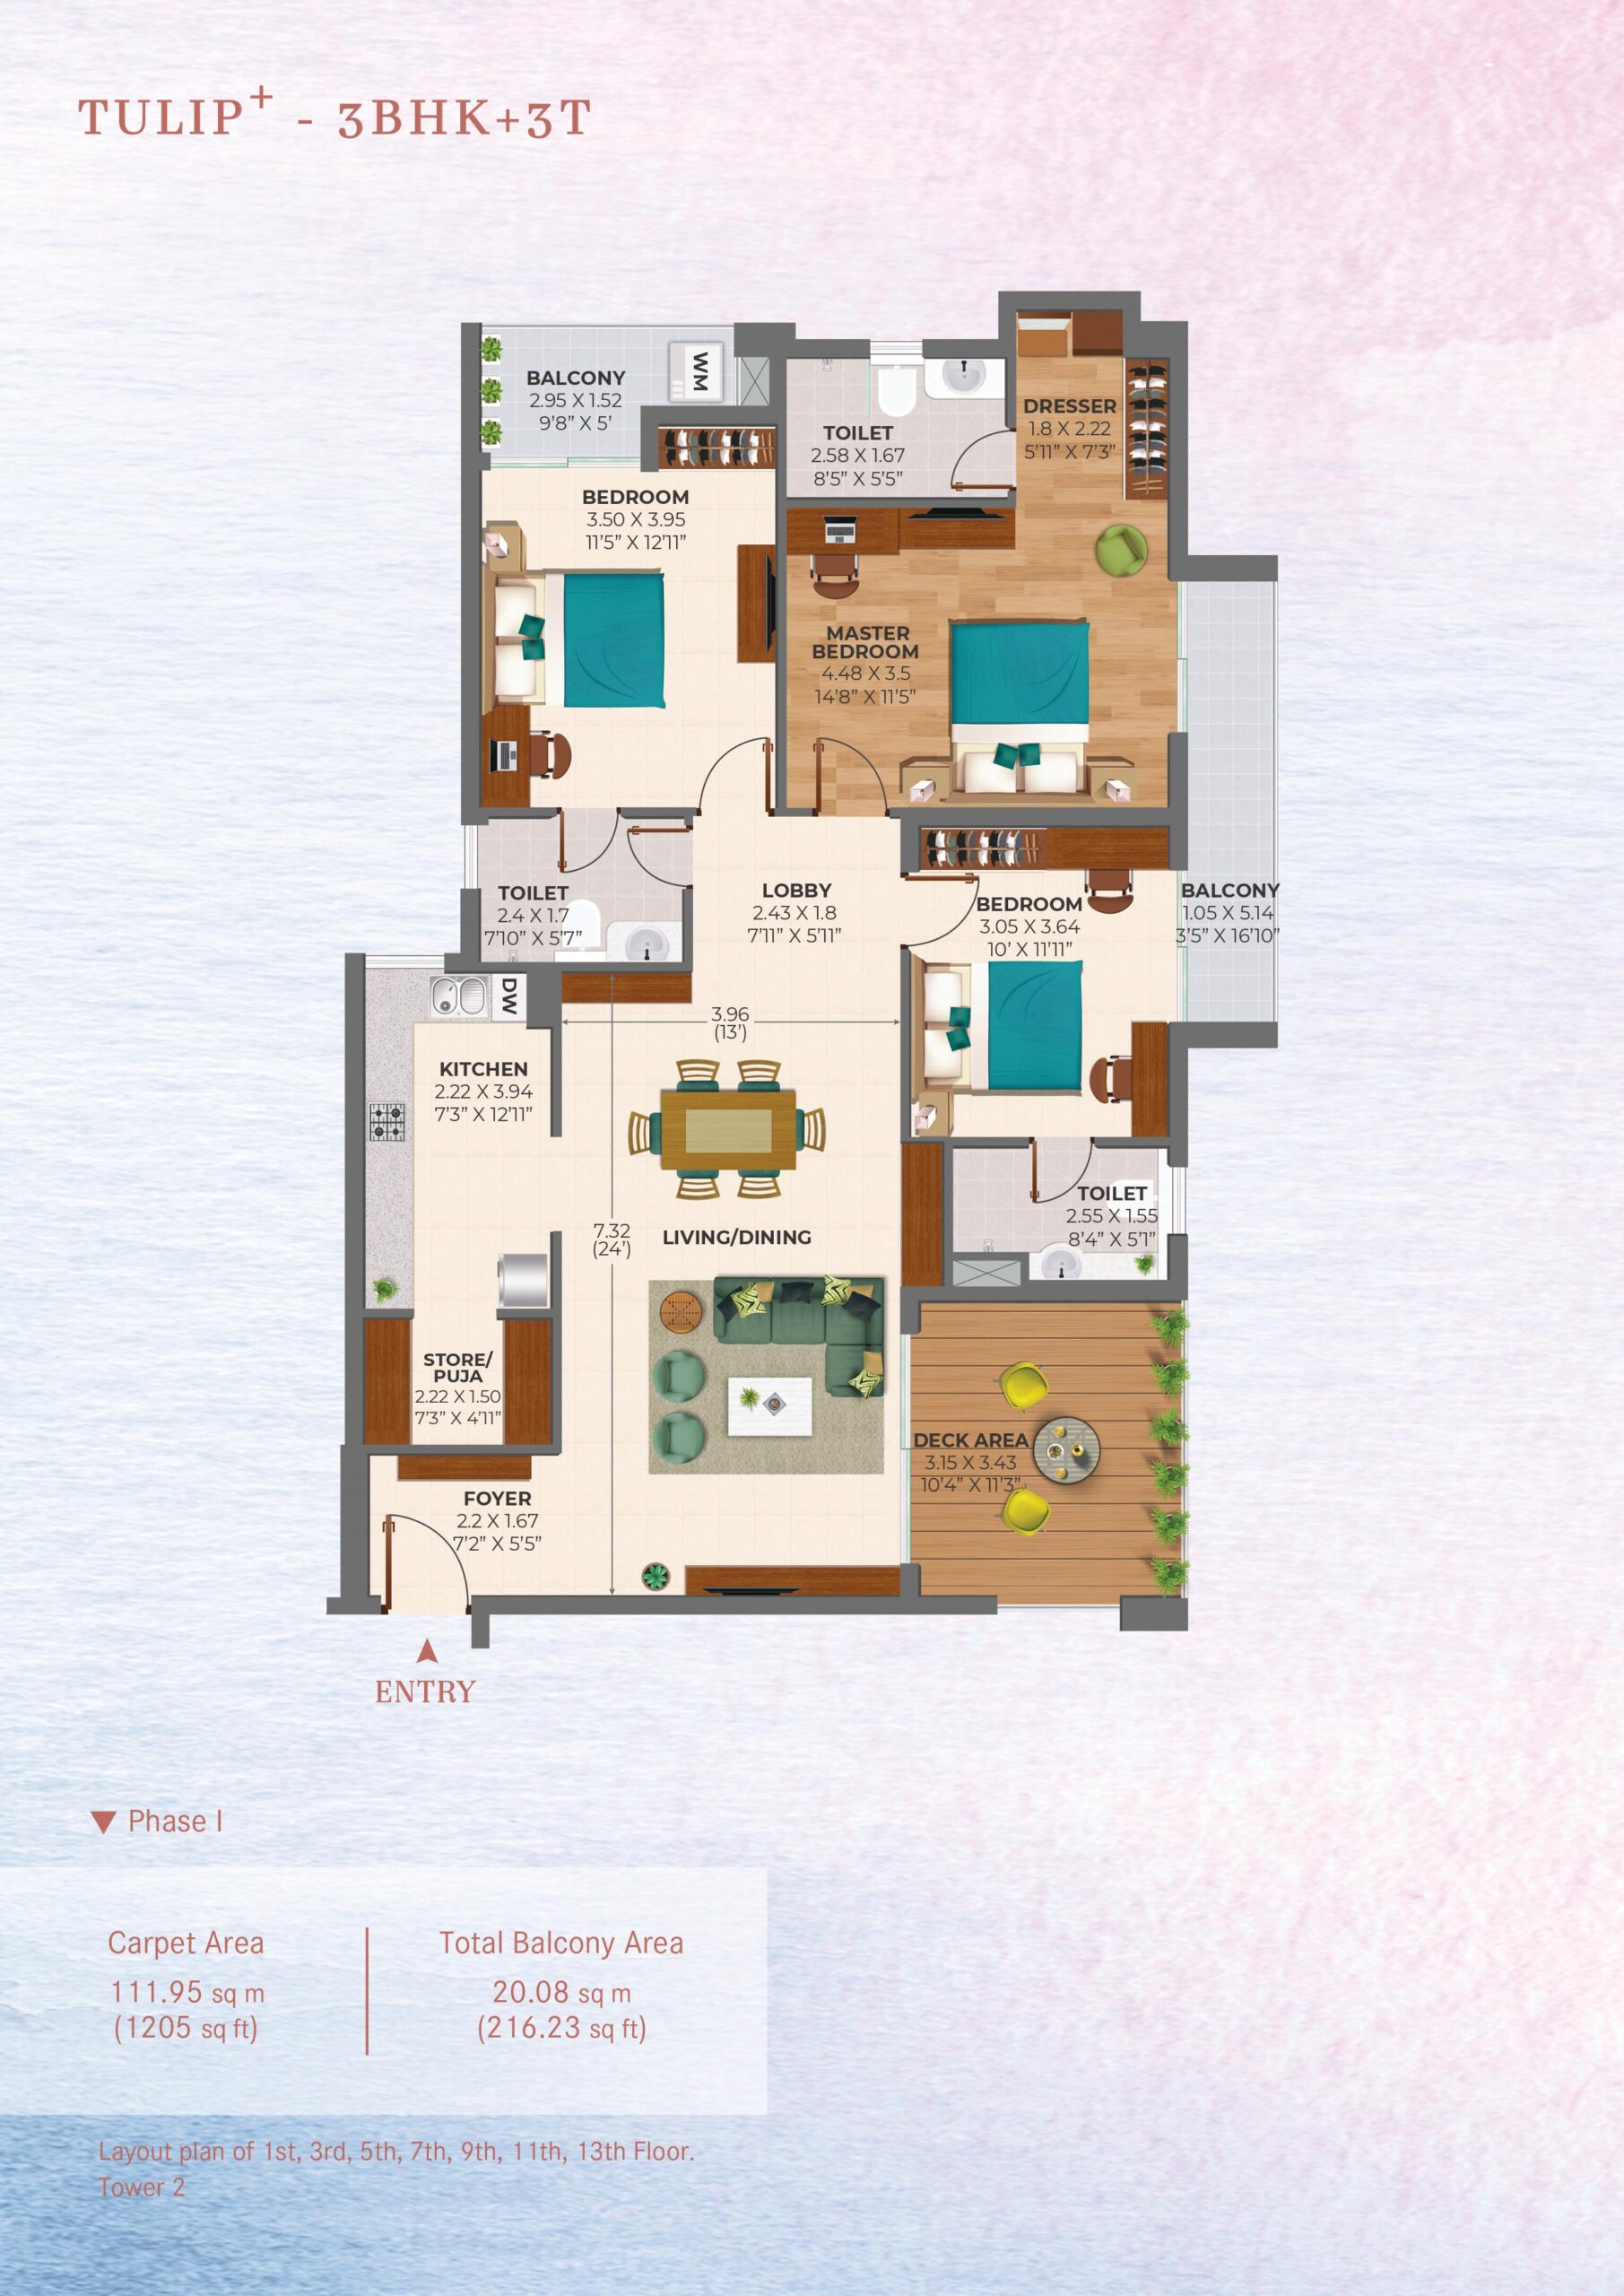 TULIP+ - 3BHK+3T
BALCONY
2.95 X 1.52
9'8” X 5'
WM
TOILET
2.58 X 1.67
8'5” X 5'5”
DRESSER
1.8 X 2.22
5'11” X 7'3”
BEDROOM
3.50 X 3.95
11'5” X 12'11”
MASTER
BEDROOM
4.48 X 3.5
14'8” X 11'5”
TOILET
2.4 X 1.7
7'10” X 5'7”
LOBBY
2.43 X 1.8
7'11” X 5'11”
BEDROOM
3.05 X 3.64
10' X 11'11”
BALCONY
1.05 X 5.14
3'5” X 16'10”
DW
3.96
(13')
KITCHEN
2.22 X 3.94
7'3” X 12'11”
7.32
(24')
LIVING/DINING
TOILET
2.55 X 1.55
8'4” X 5'1”
STORE/
PUJA
2.22 X 1.50
7'3” X 4'11”
DECK AREA
3.15 X 3.43
10'4” X 11'3”
FOYER
2.2 X 1.67
7'2” X 5'5”
ENTRY
Phase I
Carpet Area
111.95 sq m
(1205 sq ft)
Total Balcony Area
20.08 sq m
(216.23 sq ft)
Layout plan of 1st, 3rd, 5th, 7th, 9th, 11th, 13th Floor.
Tower 2